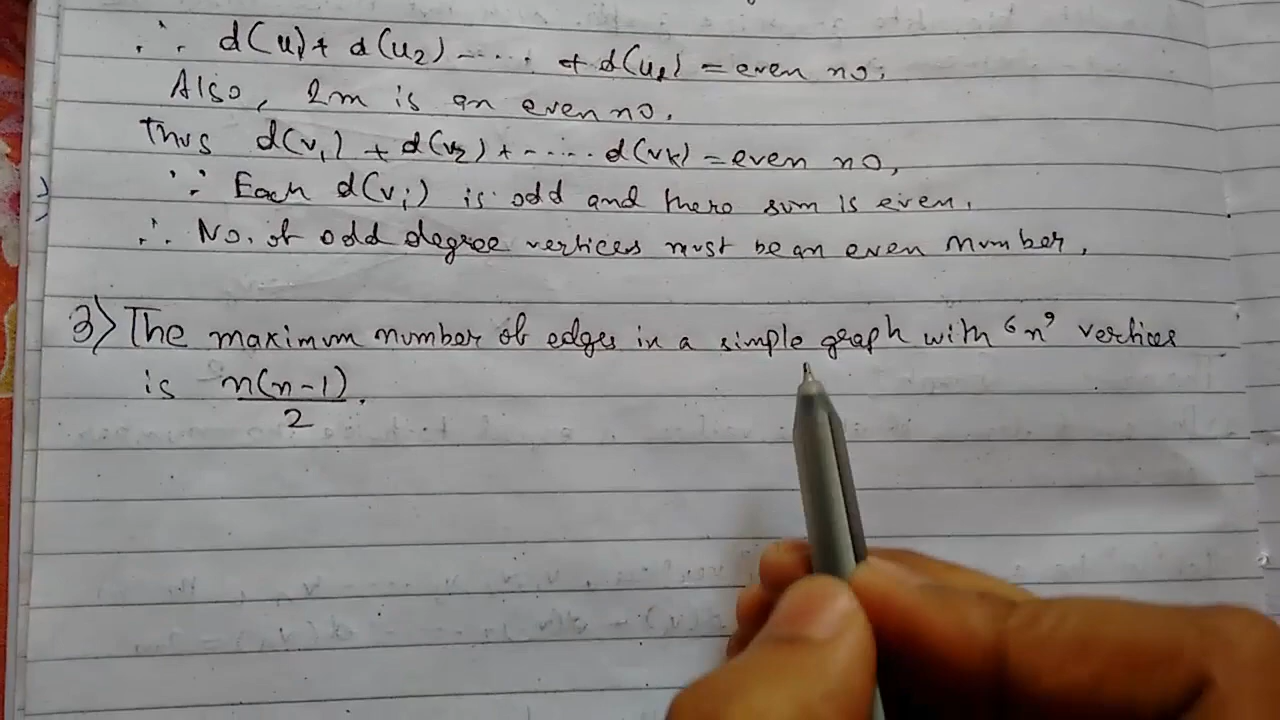 ∴ d(u₁) + d(u₂) ..... + d(uₗ) = even no.
Also, 2m is an even no.
Thus d(v₁) + d(v₂) + ..... d(vₖ) = even no,
∵ Each d(vᵢ) is odd and there sum is even.
∴ No. of odd degree vertices must be an even number.
3) The maximum number of edges in a simple graph with 'n' vertices
is n(n-1)/2.